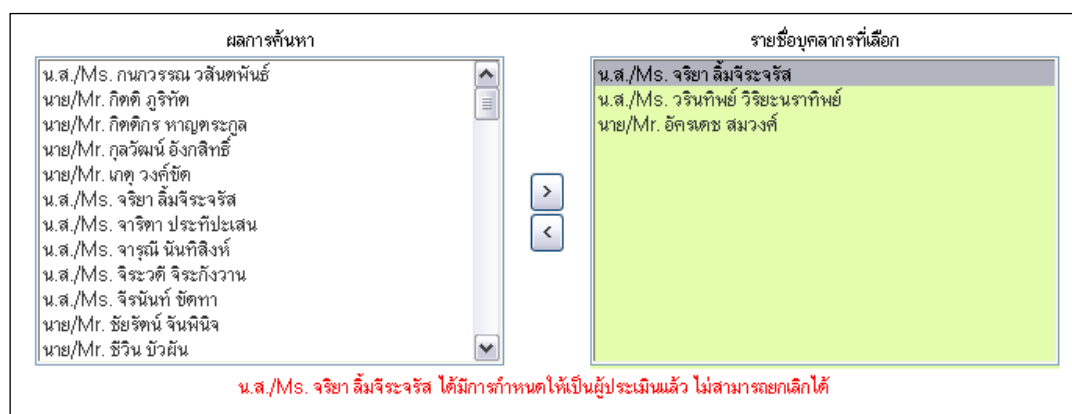 ผลการค้นหา
น.ส./Ms. กนกวรรณ วสันตพันธ์
นาย/Mr. กิตติ ภูริทัต
นาย/Mr. กิตติกร หาญตระกูล
นาย/Mr. กุลวัฒน์ อังกสิทธิ์
นาย/Mr. เกตุ วงศ์ขัต
น.ส./Ms. จริยา ลิ้มจีระจรัส
น.ส./Ms. จาริตา ประทีปะเสน
น.ส./Ms. จารุณี นันทิสิงห์
น.ส./Ms. จิระวดี จิระกังวาน
น.ส./Ms. จีรนันท์ ขัตทา
นาย/Mr. ชัยรัตน์ จันพินิจ
นาย/Mr. ชีวิน บัวผัน
>
<
รายชื่อบุคลากรที่เลือก
น.ส./Ms. จริยา ลิ้มจีระจรัส
น.ส./Ms. วรินทิพย์ วิริยะนราทิพย์
นาย/Mr. อัครเดช สมวงศ์
น.ส./Ms. จริยา ลิ้มจีระจรัส ได้มีการกำหนดให้เป็นผู้ประเมินแล้ว ไม่สามารถยกเลิกได้